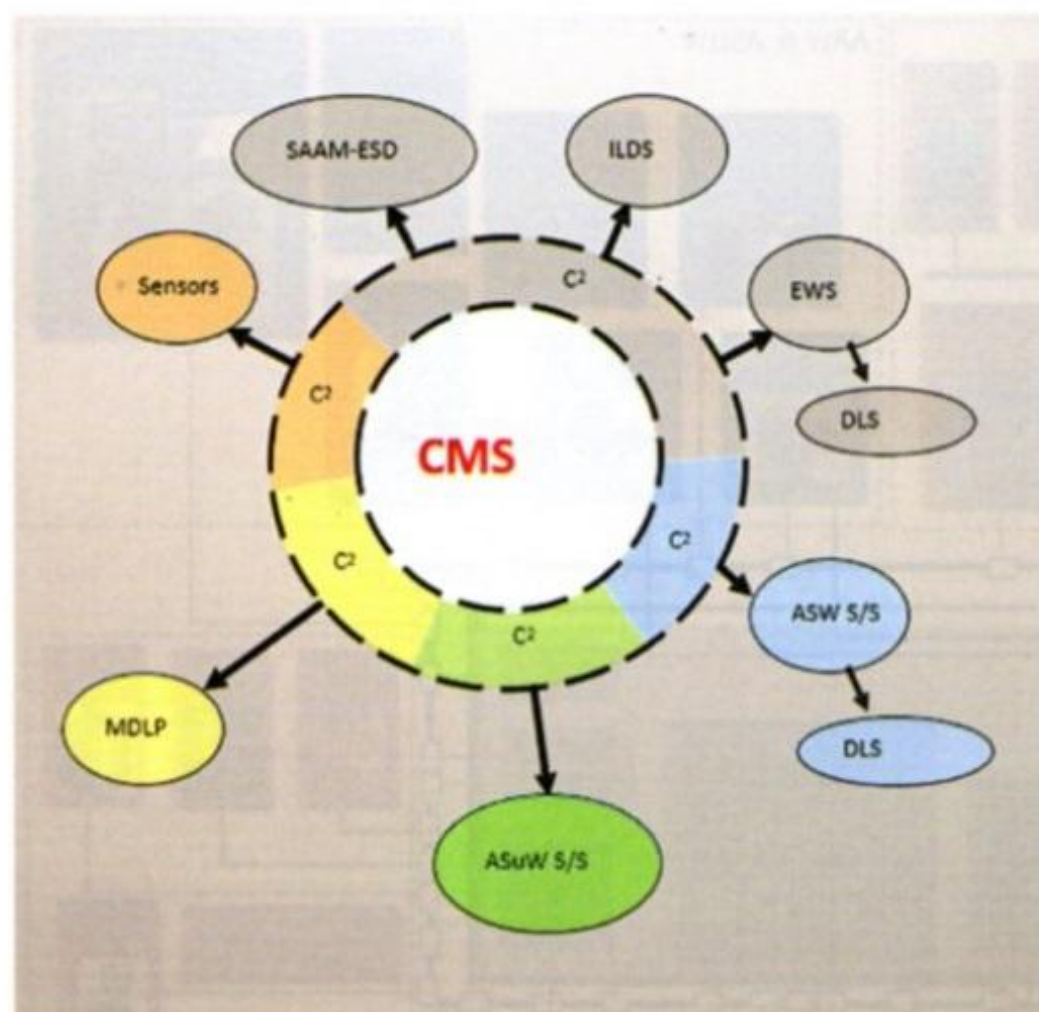 SAAM-ESD
ILDS
C²
Sensors
EWS
C²
DLS
CMS
C²
C²
ASW S/S
C²
MDLP
DLS
ASuW S/S